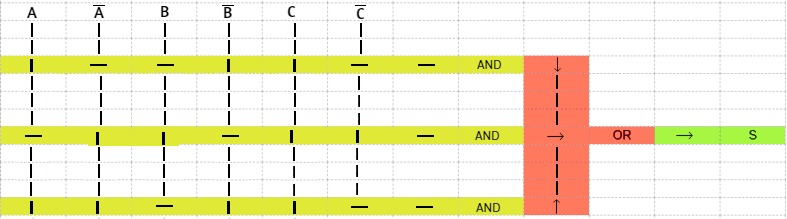 A A̅ B B̅ C C̅
AND
AND → OR → S
AND